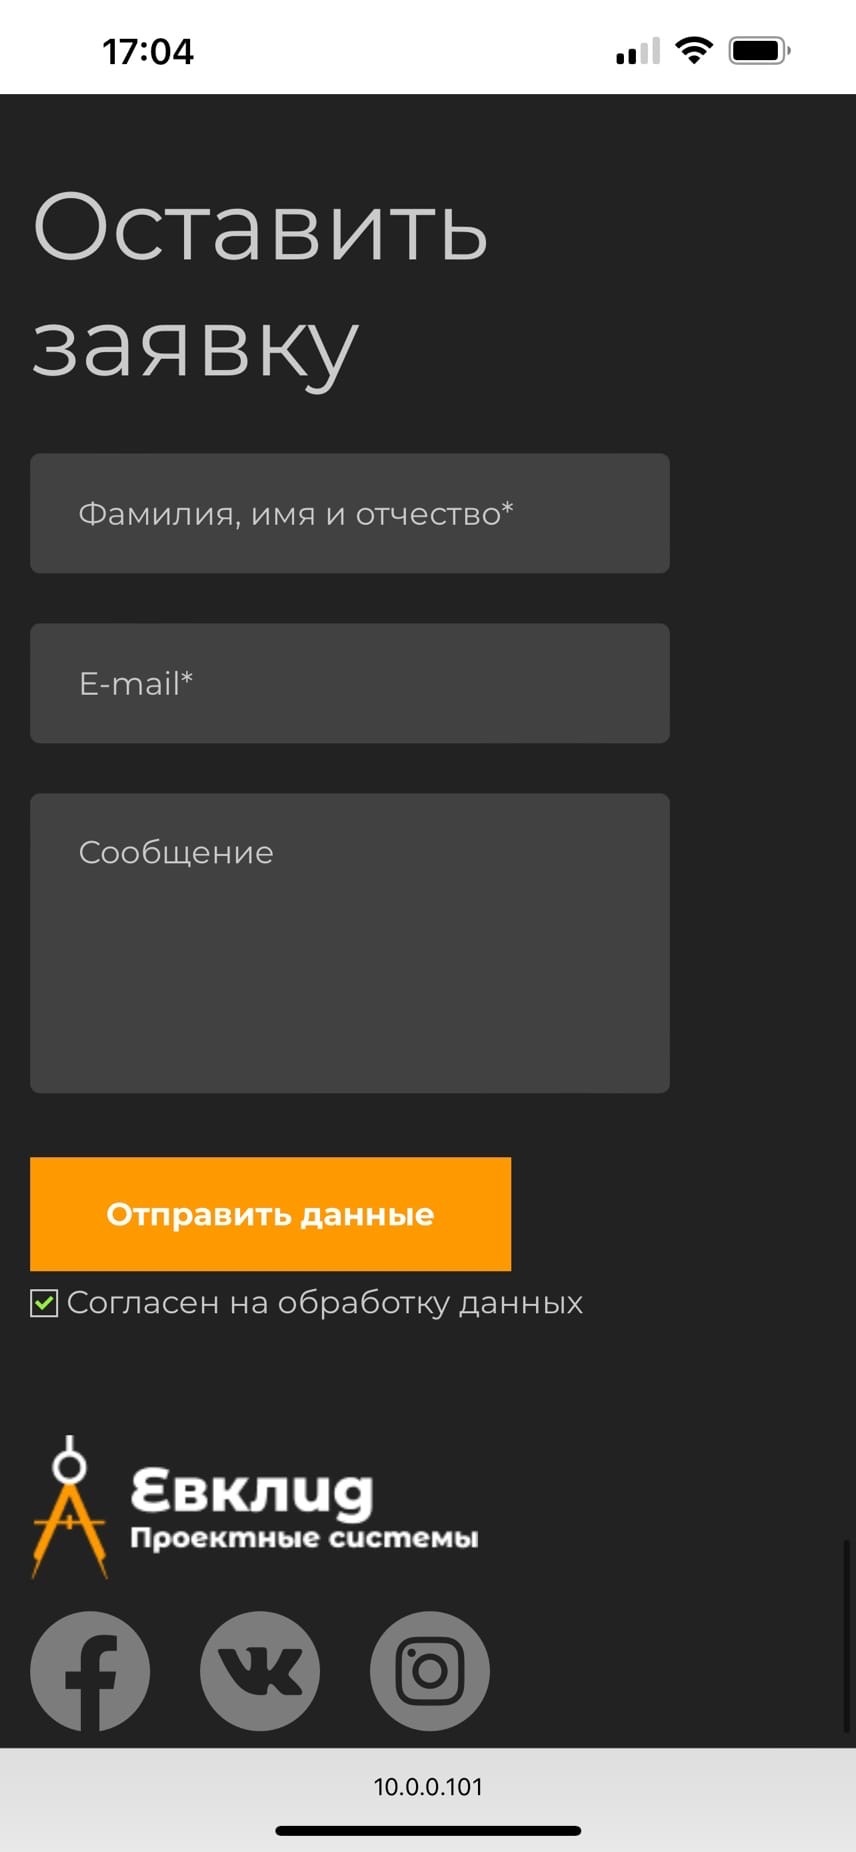 17:04
Оставить
заявку
Фамилия, имя и отчество*
E-mail*
Сообщение
Отправить данные
Согласен на обработку данных
Евклид
Проектные системы
10.0.0.101